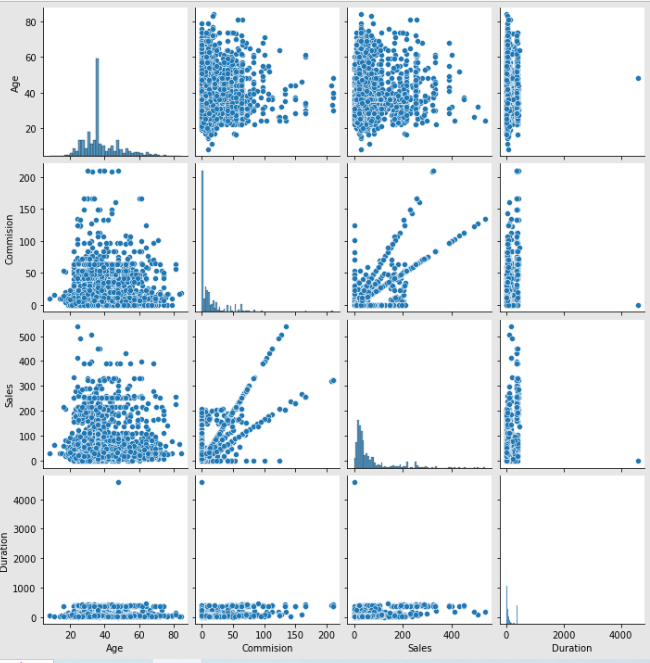 80
60
40
20
Age
200
150
100
50
0
Commision
500
400
300
200
100
0
Sales
4000
3000
2000
1000
0
Duration
20 40 60 80
Age
0 50 100 150 200
Commision
0 200 400
Sales
0 2000 4000
Duration